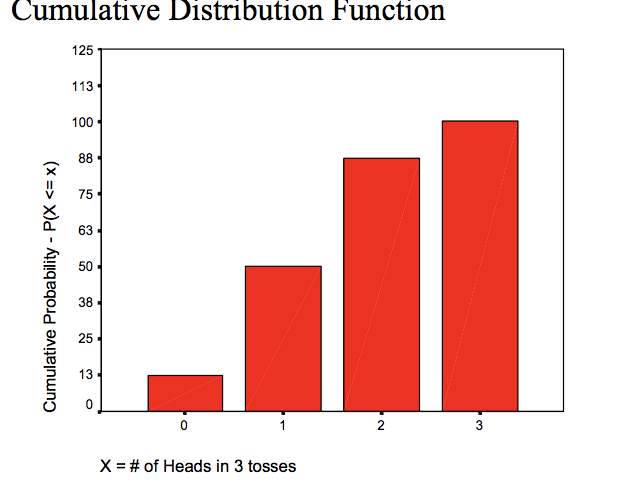 Cumulative Distribution Function
125
113
100
88
75
63
50
38
25
13
0
Cumulative Probability - P(X <= x)
0 1 2 3
X = # of Heads in 3 tosses